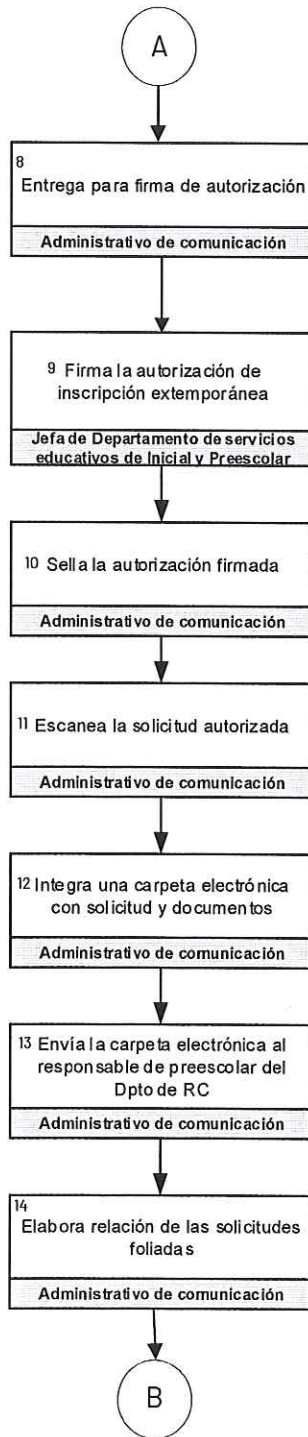 A
8
Entrega para firma de autorización
Administrativo de comunicación
9 Firma la autorización de
inscripción extemporánea
Jefa de Departamento de servicios
educativos de Inicial y Preescolar
10 Sella la autorización firmada
Administrativo de comunicación
11 Escanea la solicitud autorizada
Administrativo de comunicación
12 Integra una carpeta electrónica
con solicitud y documentos
Administrativo de comunicación
13 Envía la carpeta electrónica al
responsable de preescolar del
Dpto de RC
Administrativo de comunicación
14
Elabora relación de las solicitudes
foliadas
Administrativo de comunicación
B